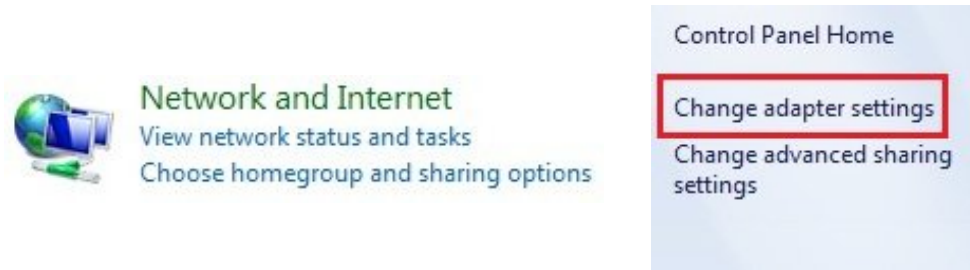 Network and Internet
View network status and tasks
Choose homegroup and sharing options
Control Panel Home
Change adapter settings
Change advanced sharing
settings